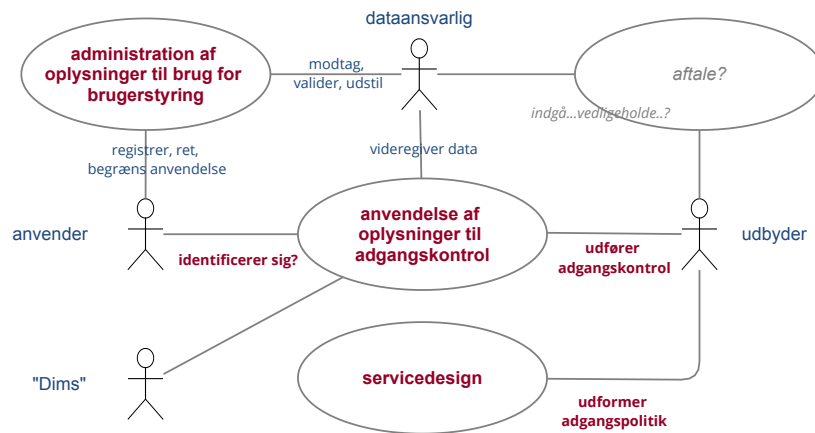 dataansvarlig
administration af
oplysninger til brug for
brugerstyring
modtag,
valider, udstil
aftale?
indgå...vedligeholde..?
registrer, ret,
begræns anvendelse
videregiver data
anvender
identificerer sig?
anvendelse af
oplysninger til
adgangskontrol
udfører
adgangskontrol
udbyder
"Dims"
servicedesign
udformer
adgangspolitik